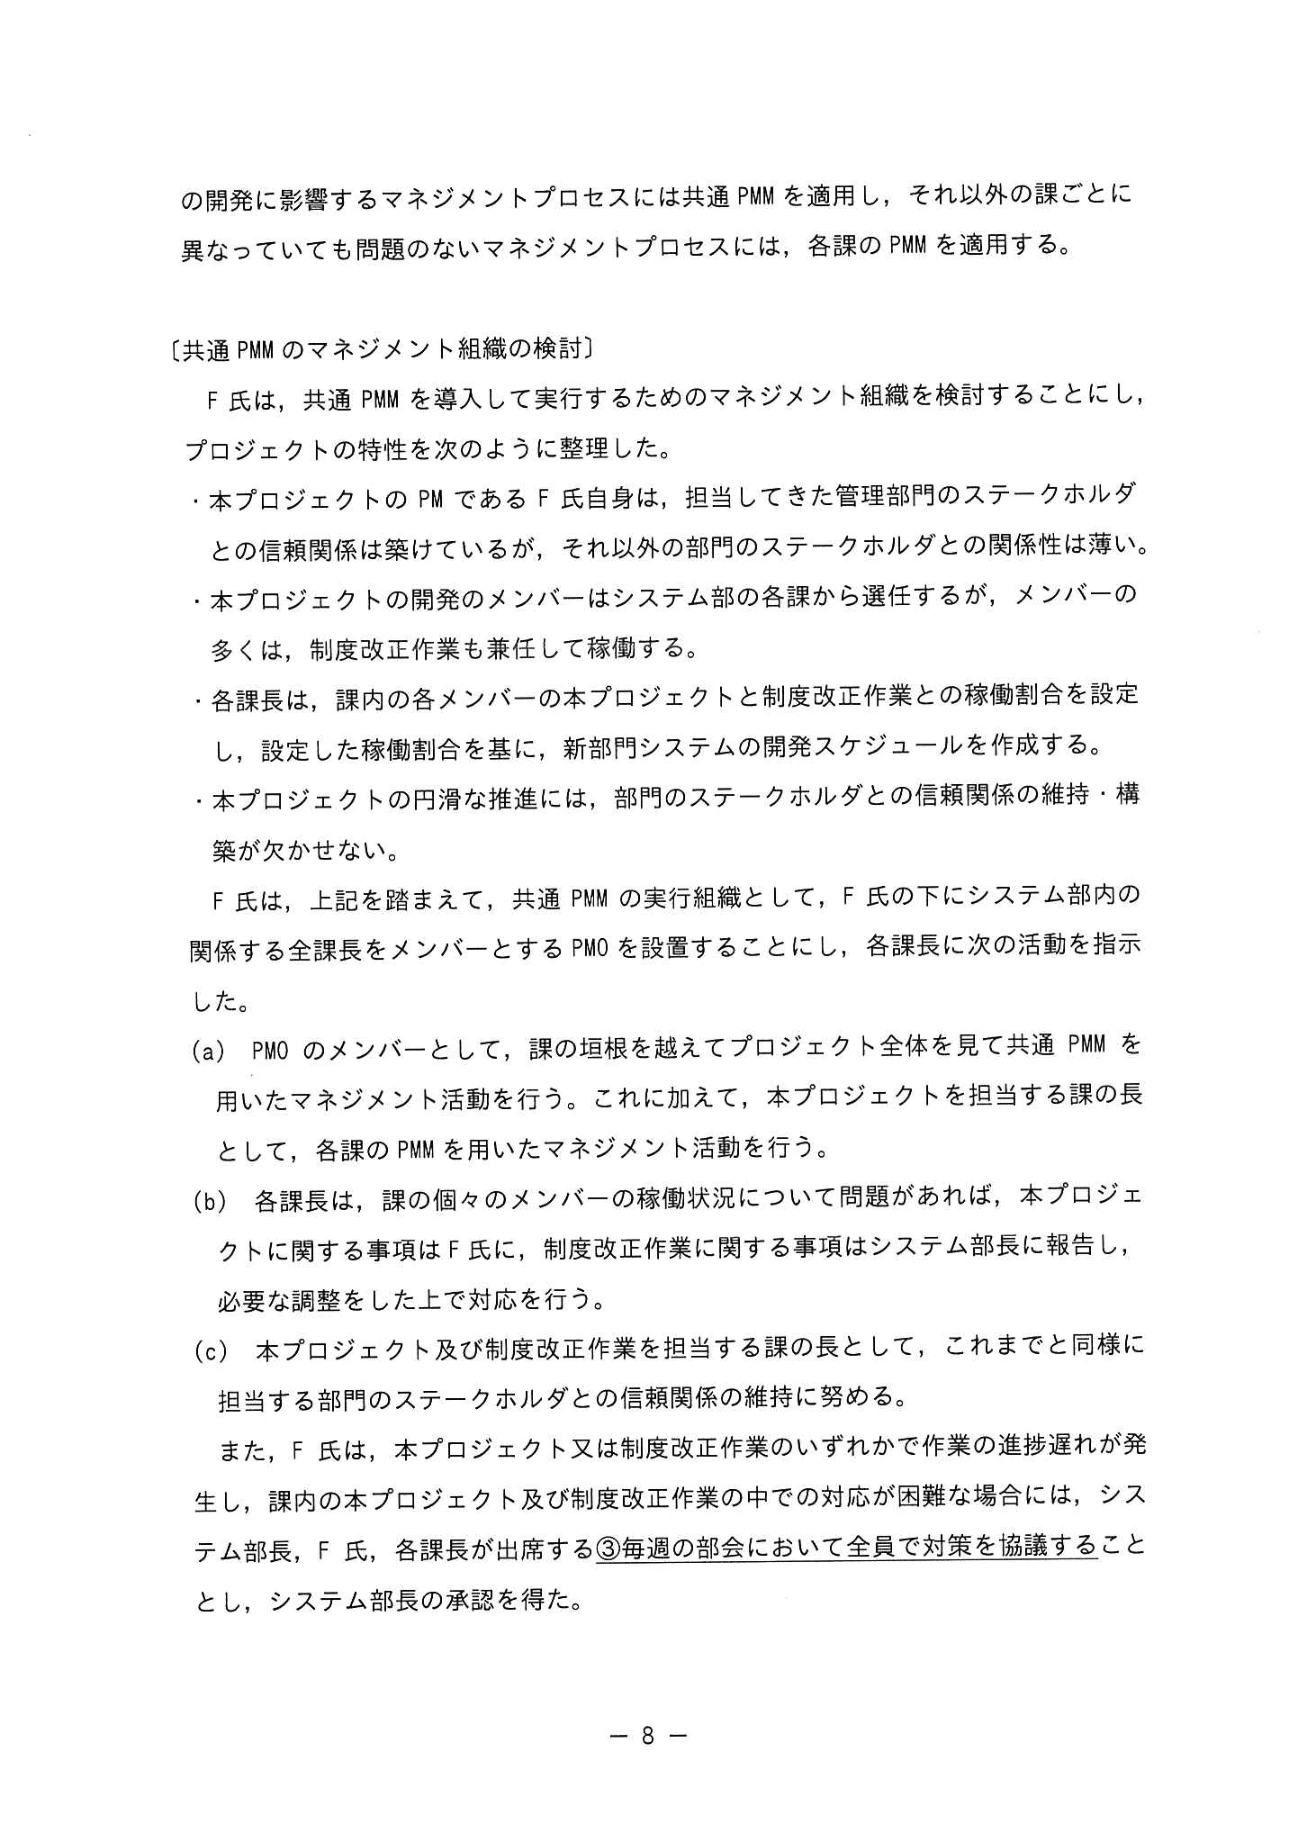 の開発に影響するマネジメントプロセスには共通 PMM を適用し，それ以外の課ごとに
異なっていても問題のないマネジメントプロセスには，各課の PMM を適用する。
〔共通 PMM のマネジメント組織の検討〕
F 氏は，共通 PMM を導入して実行するためのマネジメント組織を検討することにし，
プロジェクトの特性を次のように整理した。
・本プロジェクトの PM である F 氏自身は，担当してきた管理部門のステークホルダ
との信頼関係は築けているが，それ以外の部門のステークホルダとの関係性は薄い。
・本プロジェクトの開発のメンバーはシステム部の各課から選任するが，メンバーの
多くは，制度改正作業も兼任して稼働する。
・各課長は，課内の各メンバーの本プロジェクトと制度改正作業との稼働割合を設定
し，設定した稼働割合を基に，新部門システムの開発スケジュールを作成する。
・本プロジェクトの円滑な推進には，部門のステークホルダとの信頼関係の維持・構
築が欠かせない。
F 氏は，上記を踏まえて，共通 PMM の実行組織として，F 氏の下にシステム部内の
関係する全課長をメンバーとする PMO を設置することにし，各課長に次の活動を指示
した。
(a) PMO のメンバーとして，課の垣根を越えてプロジェクト全体を見て共通 PMM を
用いたマネジメント活動を行う。これに加えて，本プロジェクトを担当する課の長
として，各課の PMM を用いたマネジメント活動を行う。
(b) 各課長は，課の個々のメンバーの稼働状況について問題があれば，本プロジェ
クトに関する事項は F 氏に，制度改正作業に関する事項はシステム部長に報告し，
必要な調整をした上で対応を行う。
(c) 本プロジェクト及び制度改正作業を担当する課の長として，これまでと同様に
担当する部門のステークホルダとの信頼関係の維持に努める。
また，F 氏は，本プロジェクト又は制度改正作業のいずれかで作業の進捗遅れが発
生し，課内の本プロジェクト及び制度改正作業の中での対応が困難な場合には，シス
テム部長，F 氏，各課長が出席する③毎週の部会において全員で対策を協議すること
とし，システム部長の承認を得た。
－ 8 －